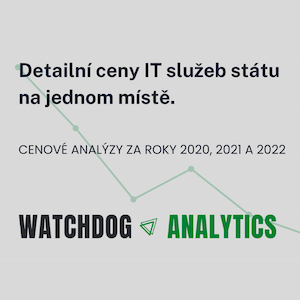 Detailní ceny IT služeb státu
na jednom místě.
CENOVÉ ANALÝZY ZA ROKY 2020, 2021 A 2022
WATCHDOG ANALYTICS